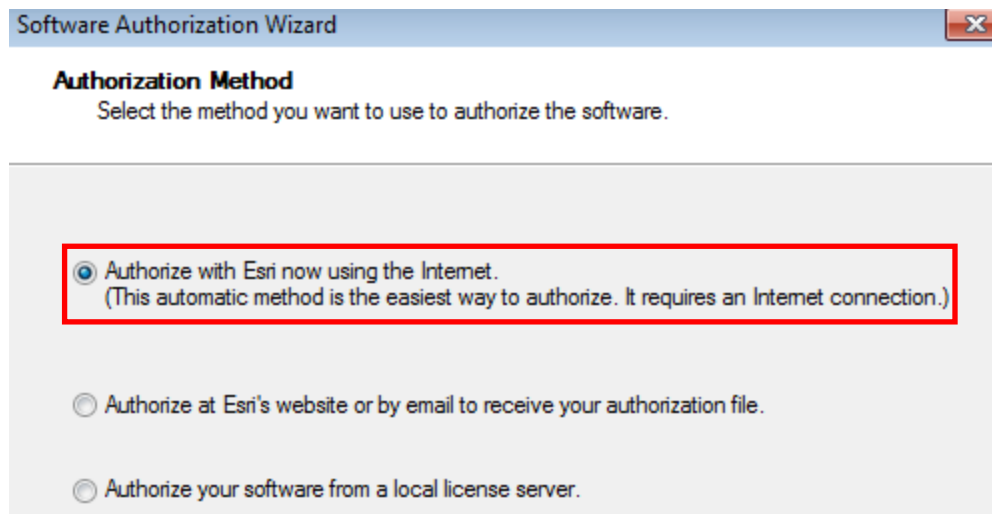 Software Authorization Wizard
Authorization Method
Select the method you want to use to authorize the software.
Authorize with Esri now using the Internet.
(This automatic method is the easiest way to authorize. It requires an Internet connection.)
Authorize at Esri's website or by email to receive your authorization file.
Authorize your software from a local license server.